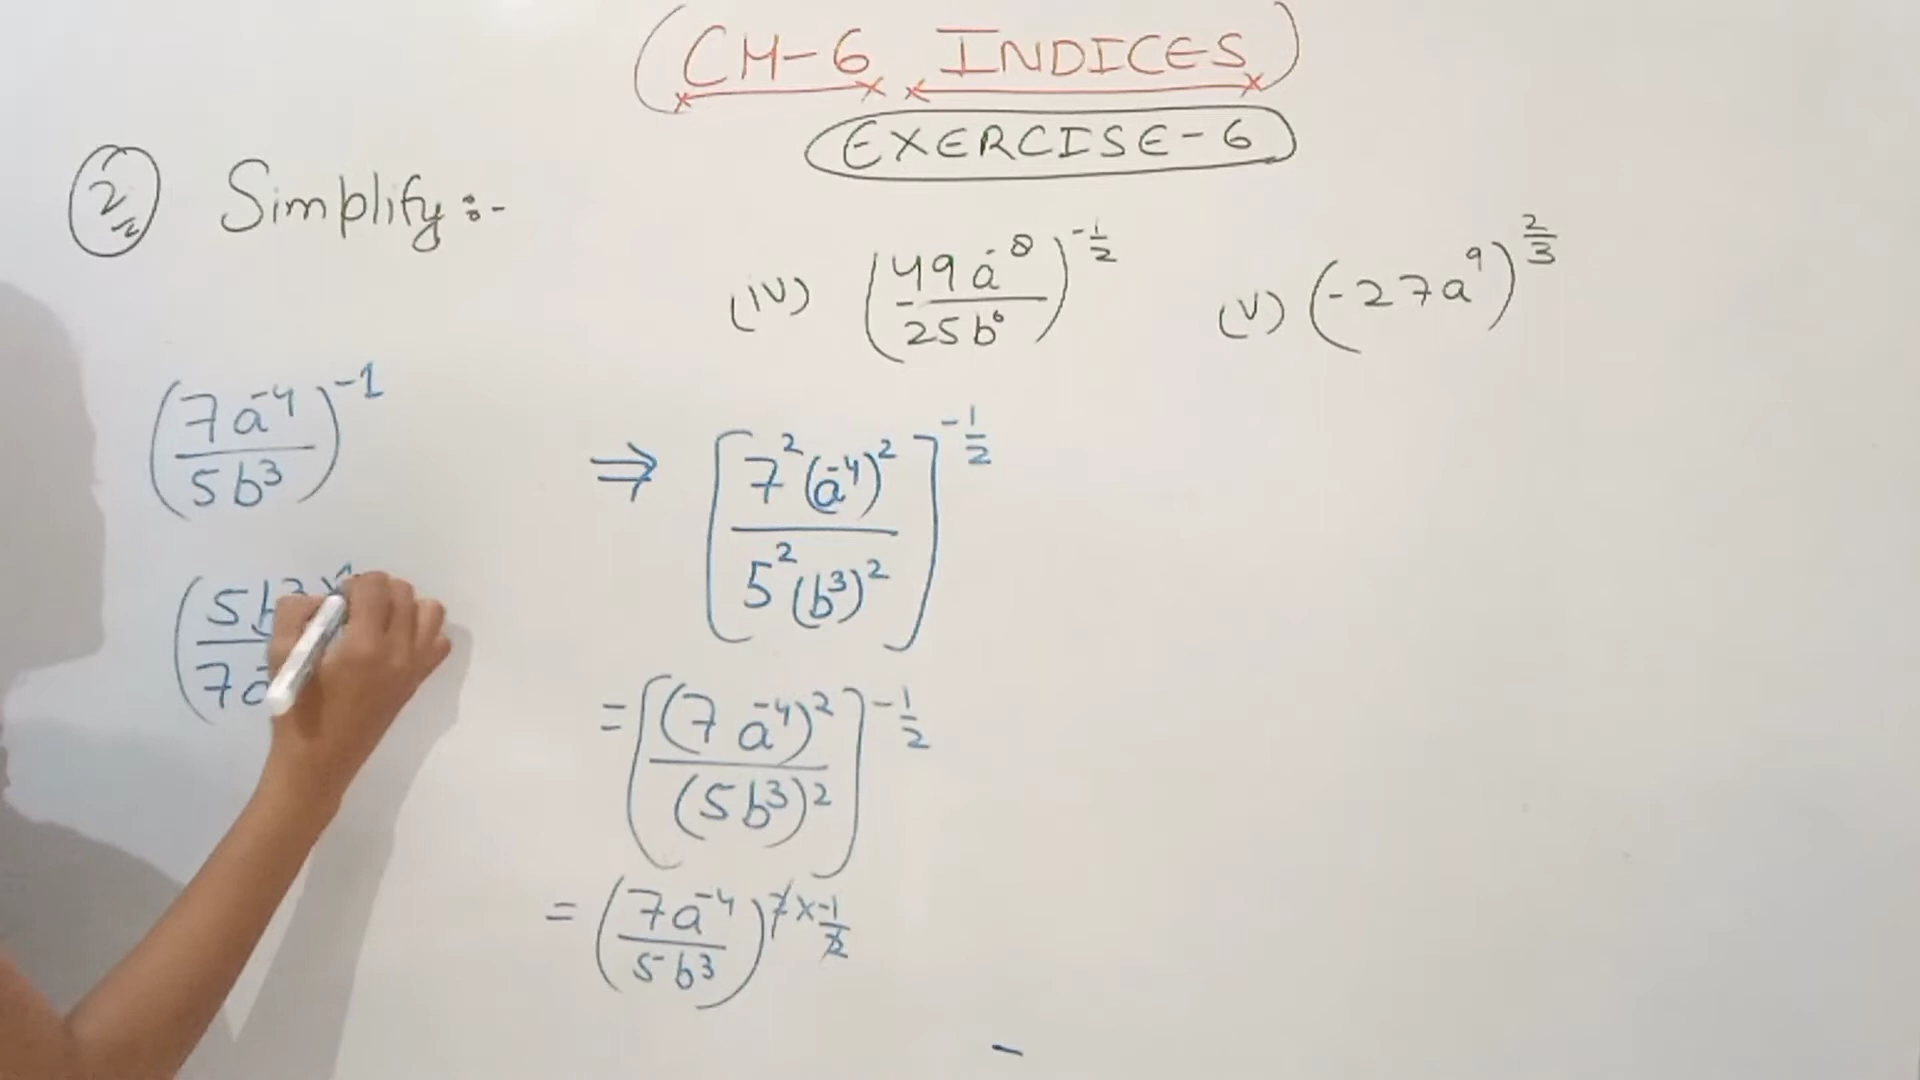 (CH-6 INDICES)
EXERCISE-6
② Simplify:-
(iv) (49a⁻⁸/25b⁶)^(-1/2) (v) (-27a⁹)^(2/3)
(7a⁻⁴/5b³)⁻¹
⇒ [7²(a⁻⁴)²/5²(b³)²]^(-1/2)
(5b³/7a
= [(7a⁻⁴)²/(5b³)²]^(-1/2)
= (7a⁻⁴/5b³)^(2×-1/2)